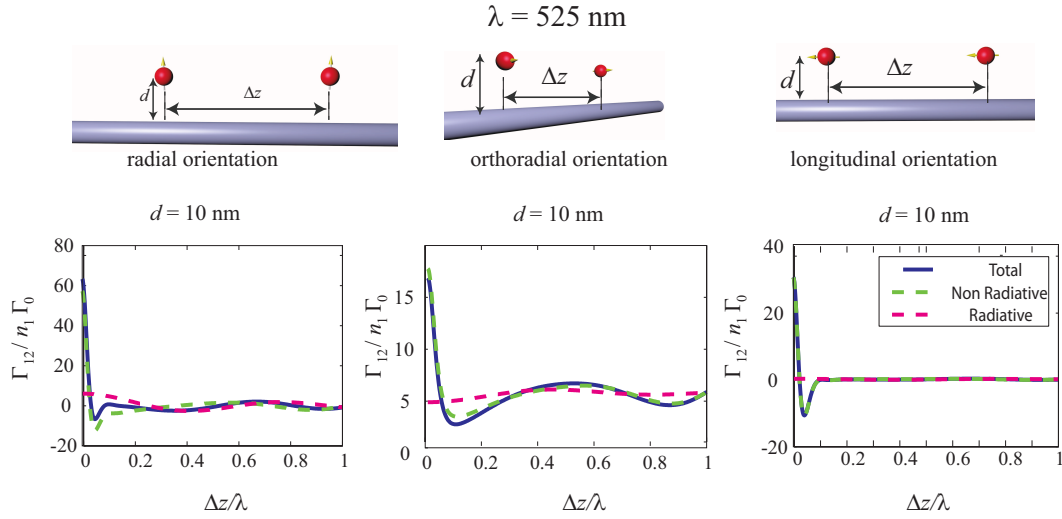 λ = 525 nm
d
Δz
d
Δz
d
Δz
radial orientation
orthoradial orientation
longitudinal orientation
d = 10 nm
d = 10 nm
d = 10 nm
Γ12 / n1 Γ0
80
60
40
20
0
-20
0
0.2
0.4
0.6
0.8
1
Δz/λ
Γ12 / n1 Γ0
15
10
5
0
0
0.2
0.4
0.6
0.8
1
Δz/λ
Γ12 / n1 Γ0
40
20
0
-20
0
0.2
0.4
0.6
0.8
1
Δz/λ
Total
Non Radiative
Radiative